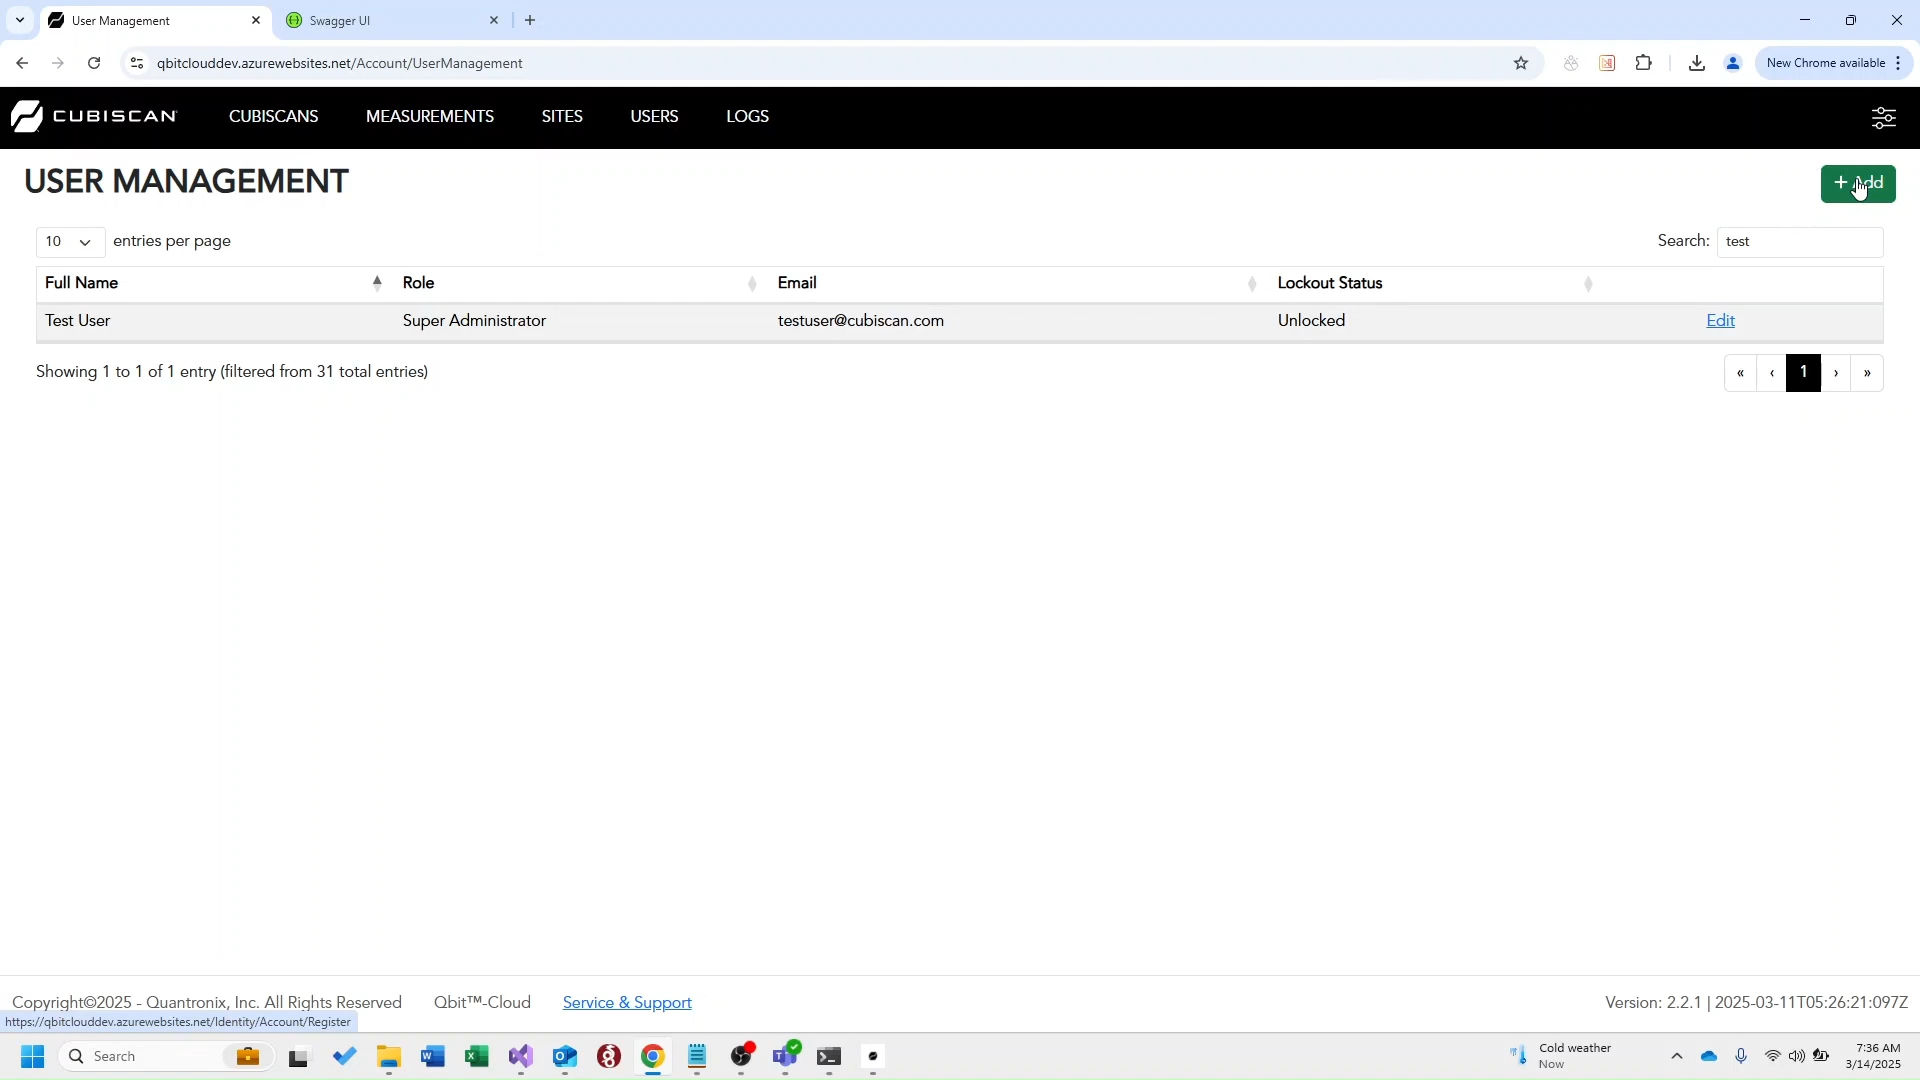 User Management
Swagger UI
qbitclouddev.azurewebsites.net/Account/UserManagement
New Chrome available
CUBISCAN
CUBISCANS
MEASUREMENTS
SITES
USERS
LOGS
USER MANAGEMENT
+ Add
10 entries per page
Search: test
Full Name Role Email Lockout Status
Test User Super Administrator testuser@cubiscan.com Unlocked Edit
Showing 1 to 1 of 1 entry (filtered from 31 total entries)
« ‹ 1 › »
Copyright©2025 - Quantronix, Inc. All Rights Reserved Qbit™-Cloud Service & Support Version: 2.2.1 | 2025-03-11T05:26:21:097Z
https://qbitclouddev.azurewebsites.net/Identity/Account/Register
Search
Cold weather
Now
7:36 AM
3/14/2025